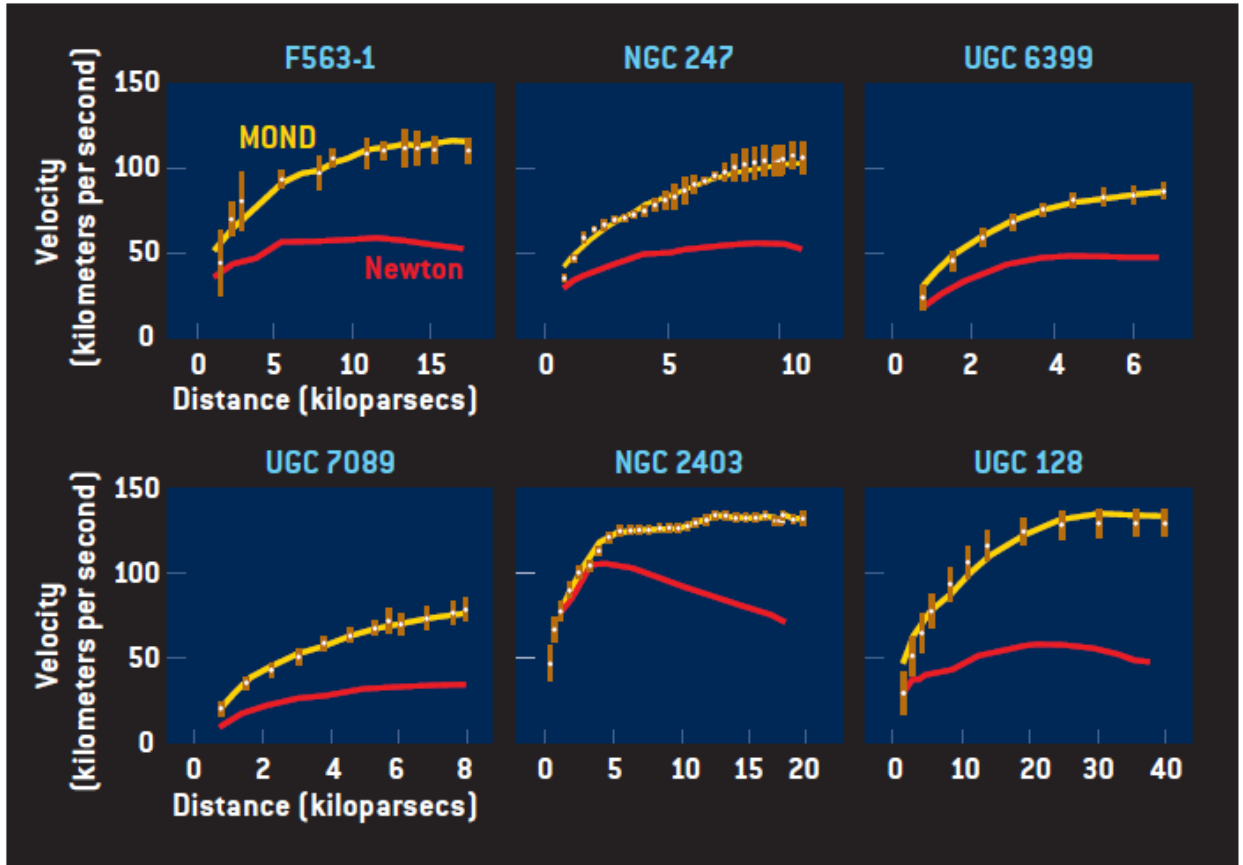 F563-1
NGC 247
UGC 6399
150
100
50
0
Velocity
(kilometers per second)
MOND
Newton
0 5 10 15
0 5 10
0 2 4 6
Distance (kiloparsecs)
UGC 7089
NGC 2403
UGC 128
150
100
50
0
Velocity
(kilometers per second)
0 2 4 6 8
0 5 10 15 20
0 10 20 30 40
Distance (kiloparsecs)